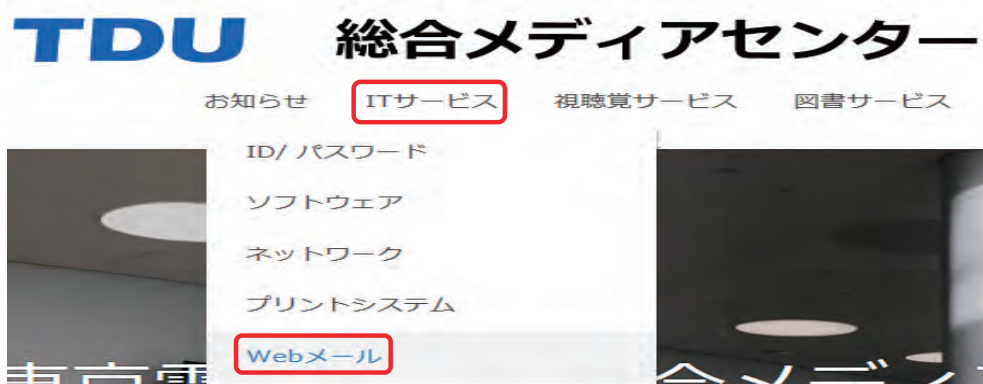 TDU 総合メディアセンター
お知らせ ITサービス 視聴覚サービス 図書サービス
ID/ パスワード
ソフトウェア
ネットワーク
プリントシステム
Webメール